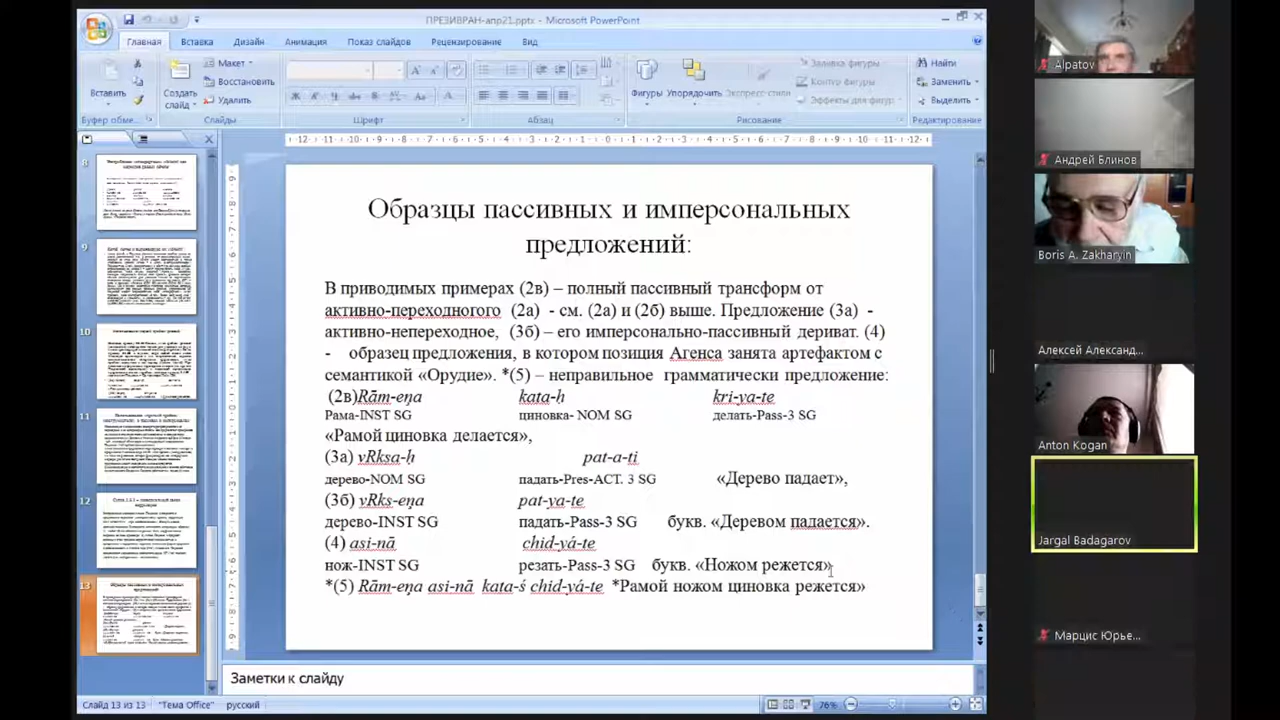 ПРЕЗИВРАН-апр21.pptx - Microsoft PowerPoint
Главная Вставка Дизайн Анимация Показ слайдов Рецензирование Вид
Вставить
Создать слайд
Макет
Восстановить
Удалить
Фигуры Упорядочить Экспресс-стили
Заливка фигуры
Контур фигуры
Эффекты для фигур
Найти
Заменить
Выделить
Буфер обме... Слайды Шрифт Абзац Рисование Редактирование
8
9
10
11
12
13
Образцы пассивных и имперсональных
предложений:
В приводимых примерах (2в) – полный пассивный трансформ от
активно-переходного (2а) - см. (2а) и (2б) выше. Предложение (3а) -
активно-непереходное, (3б) – его имперсонально-пассивный дериват. (4)
- образец предложения, в котором позиция Агенса занята артефактом с
семантикой «Орудие». *(5) – неправильное грамматически предложение:
(2в)Rām-eṇa kata-ḥ kri-ya-te
Рама-INST SG циновка- NOM SG делать-Pass-3 SG
«Рамой циновка делается»,
(3а) vRksa-ḥ pat-a-ti
дерево-NOM SG падать-Pres-ACT. 3 SG «Дерево падает»,
(3б) vRks-eṇa pat-ya-te
дерево-INST SG падать-Pass-3 SG букв. «Деревом падается».
(4) asi-nā chid-ya-te
нож-INST SG резать-Pass-3 SG букв. «Ножом режется»
*(5) Rām-eṇa asi-nā kata-s chid-ya-te *Рамой ножом циновка режется».
Заметки к слайду
Слайд 13 из 13 "Тема Office" русский 76%
Alpatov
Андрей Блинов
Boris A. Zakharyin
Алексей Александ...
Anton Kogan
Jargal Badagarov
Марцис Юрье...